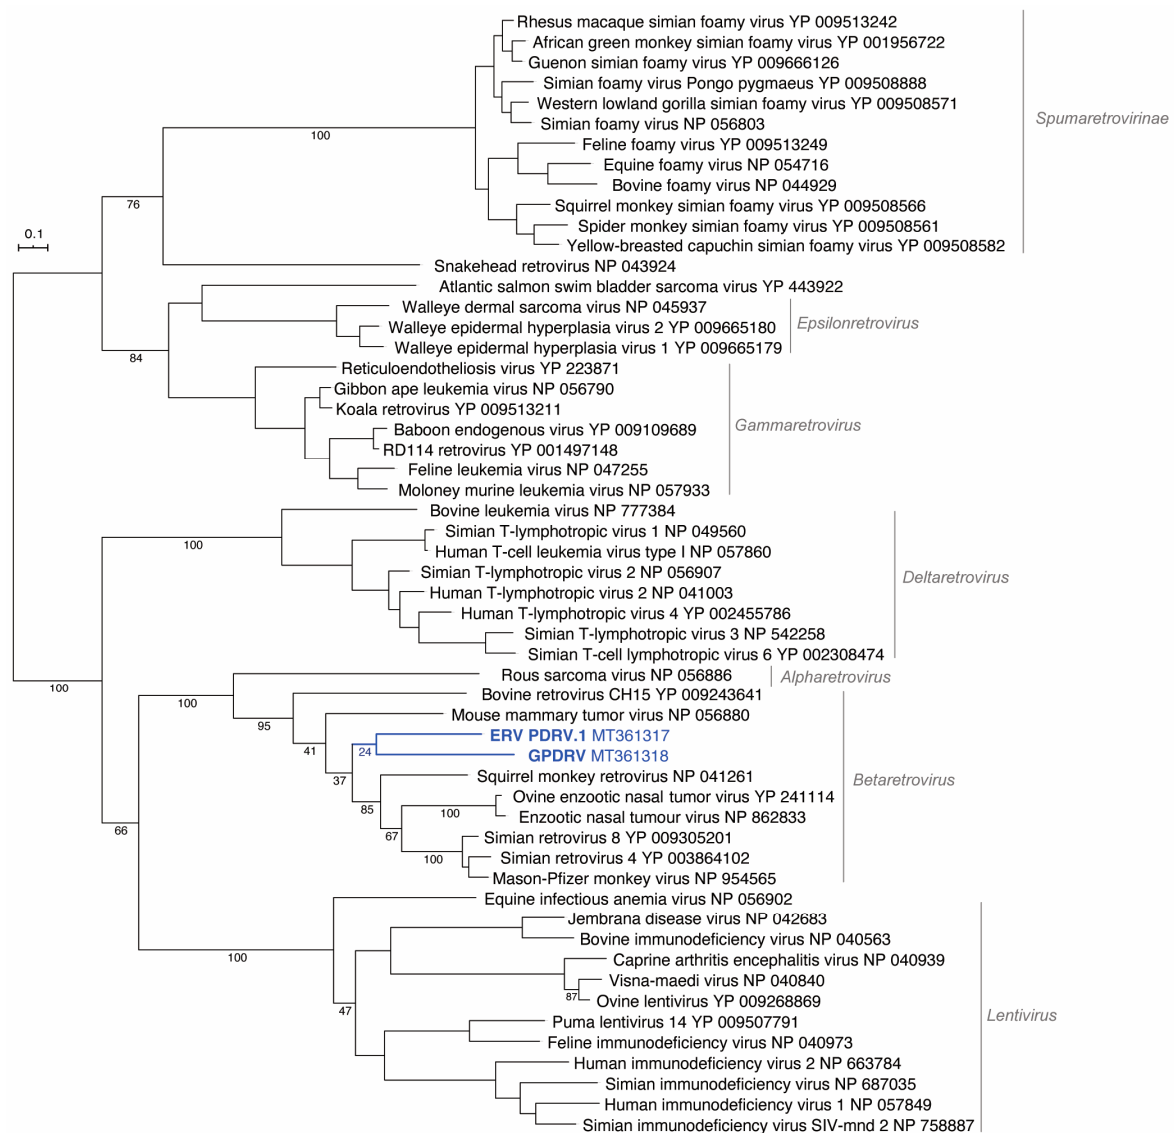 Rhesus macaque simian foamy virus YP 009513242
African green monkey simian foamy virus YP 001956722
Guenon simian foamy virus YP 009666126
Simian foamy virus Pongo pygmaeus YP 009508888
Western lowland gorilla simian foamy virus YP 009508571
Spumaretrovirinae
Simian foamy virus NP 056803
100
Feline foamy virus YP 009513249
Equine foamy virus NP 054716
Bovine foamy virus NP 044929
76
Squirrel monkey simian foamy virus YP 009508566
Spider monkey simian foamy virus YP 009508561
0.1
Yellow-breasted capuchin simian foamy virus YP 009508582
Snakehead retrovirus NP 043924
Atlantic salmon swim bladder sarcoma virus YP 443922
Walleye dermal sarcoma virus NP 045937
Epsilonretrovirus
Walleye epidermal hyperplasia virus 2 YP 009665180
Walleye epidermal hyperplasia virus 1 YP 009665179
84
Reticuloendotheliosis virus YP 223871
Gibbon ape leukemia virus NP 056790
Koala retrovirus YP 009513211
Gammaretrovirus
Baboon endogenous virus YP 009109689
RD114 retrovirus YP 001497148
Feline leukemia virus NP 047255
Moloney murine leukemia virus NP 057933
Bovine leukemia virus NP 777384
Simian T-lymphotropic virus 1 NP 049560
100
Human T-cell leukemia virus type I NP 057860
Simian T-lymphotropic virus 2 NP 056907
Deltaretrovirus
Human T-lymphotropic virus 2 NP 041003
Human T-lymphotropic virus 4 YP 002455786
Simian T-lymphotropic virus 3 NP 542258
Simian T-cell lymphotropic virus 6 YP 002308474
Rous sarcoma virus NP 056886
Alpharetrovirus
100
Bovine retrovirus CH15 YP 009243641
100
Mouse mammary tumor virus NP 056880
95
ERV PDRV.1 MT361317
41
24
GPDRV MT361318
Squirrel monkey retrovirus NP 041261
Betaretrovirus
37
Ovine enzootic nasal tumor virus YP 241114
85
100
Enzootic nasal tumour virus NP 862833
66
67
Simian retrovirus 8 YP 009305201
100
Simian retrovirus 4 YP 003864102
Mason-Pfizer monkey virus NP 954565
Equine infectious anemia virus NP 056902
Jembrana disease virus NP 042683
Bovine immunodeficiency virus NP 040563
100
Caprine arthritis encephalitis virus NP 040939
Visna-maedi virus NP 040840
87
Ovine lentivirus YP 009268869
47
Lentivirus
Puma lentivirus 14 YP 009507791
Feline immunodeficiency virus NP 040973
Human immunodeficiency virus 2 NP 663784
Simian immunodeficiency virus NP 687035
Human immunodeficiency virus 1 NP 057849
Simian immunodeficiency virus SIV-mnd 2 NP 758887